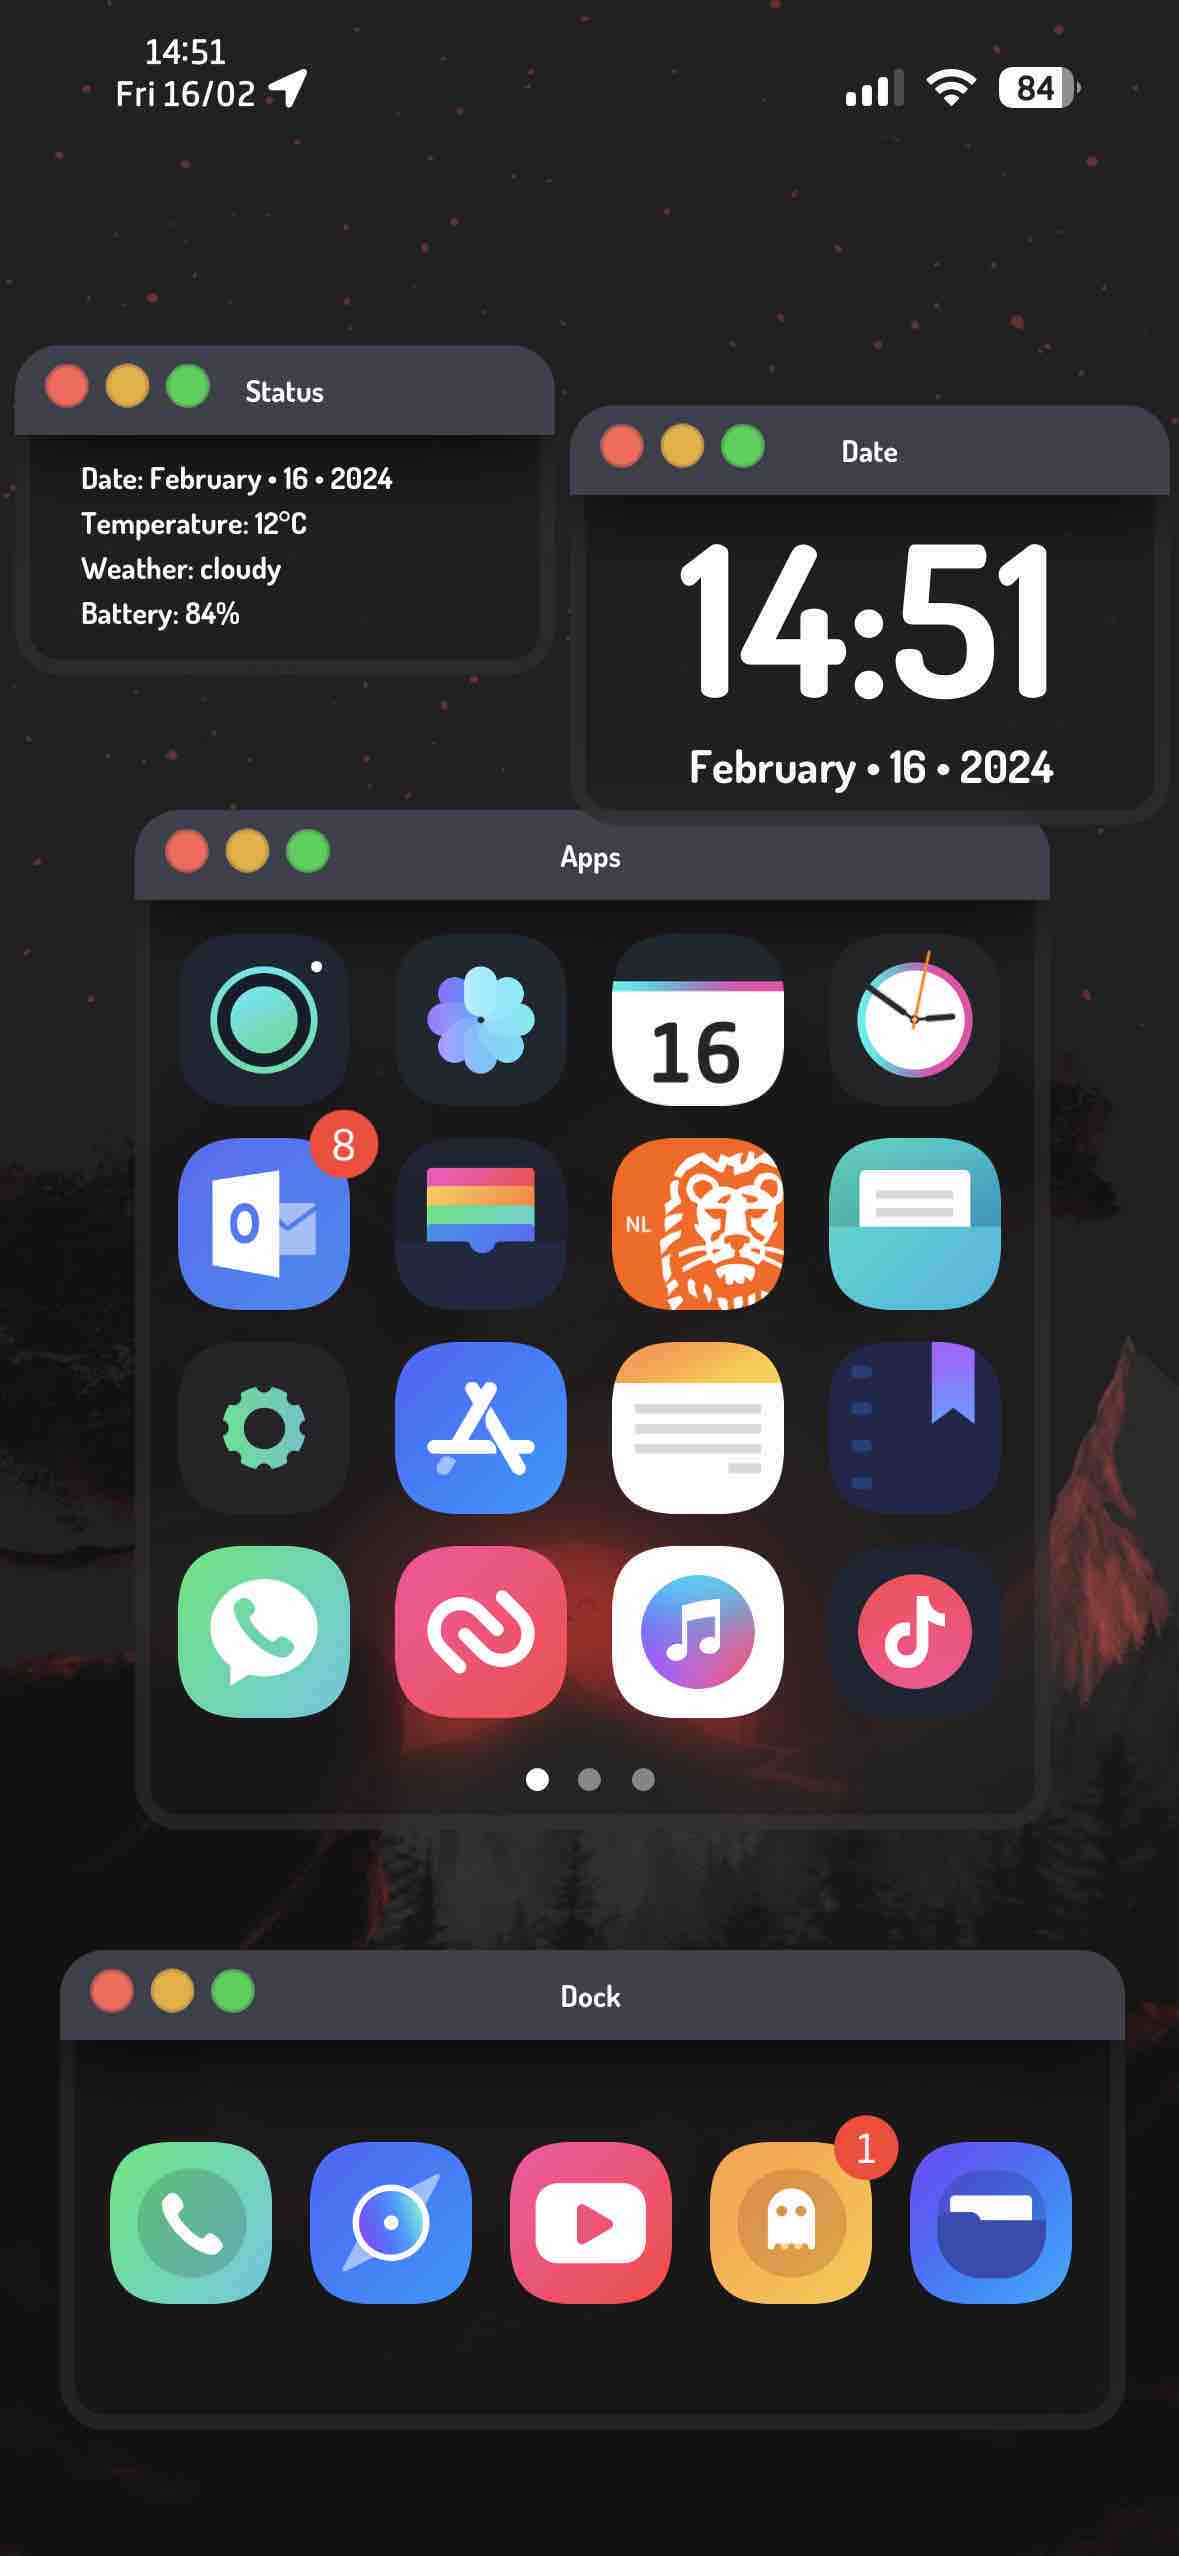 14:51
Fri 16/02
84
Status
Date: February • 16 • 2024
Temperature: 12°C
Weather: cloudy
Battery: 84%
Date
14:51
February • 16 • 2024
Apps
16
8
O
NL
Dock
1